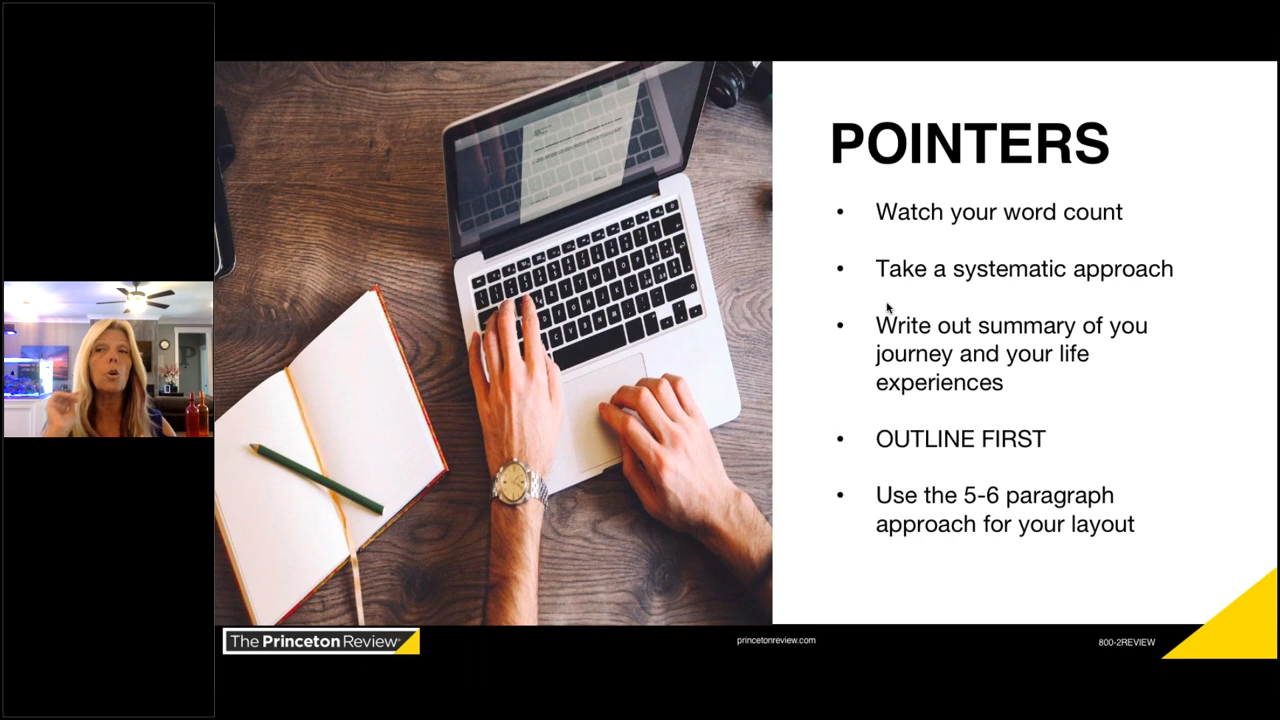 POINTERS
• Watch your word count
• Take a systematic approach
• Write out summary of you
journey and your life
experiences
• OUTLINE FIRST
• Use the 5-6 paragraph
approach for your layout
The Princeton Review
princetonreview.com
800-2REVIEW